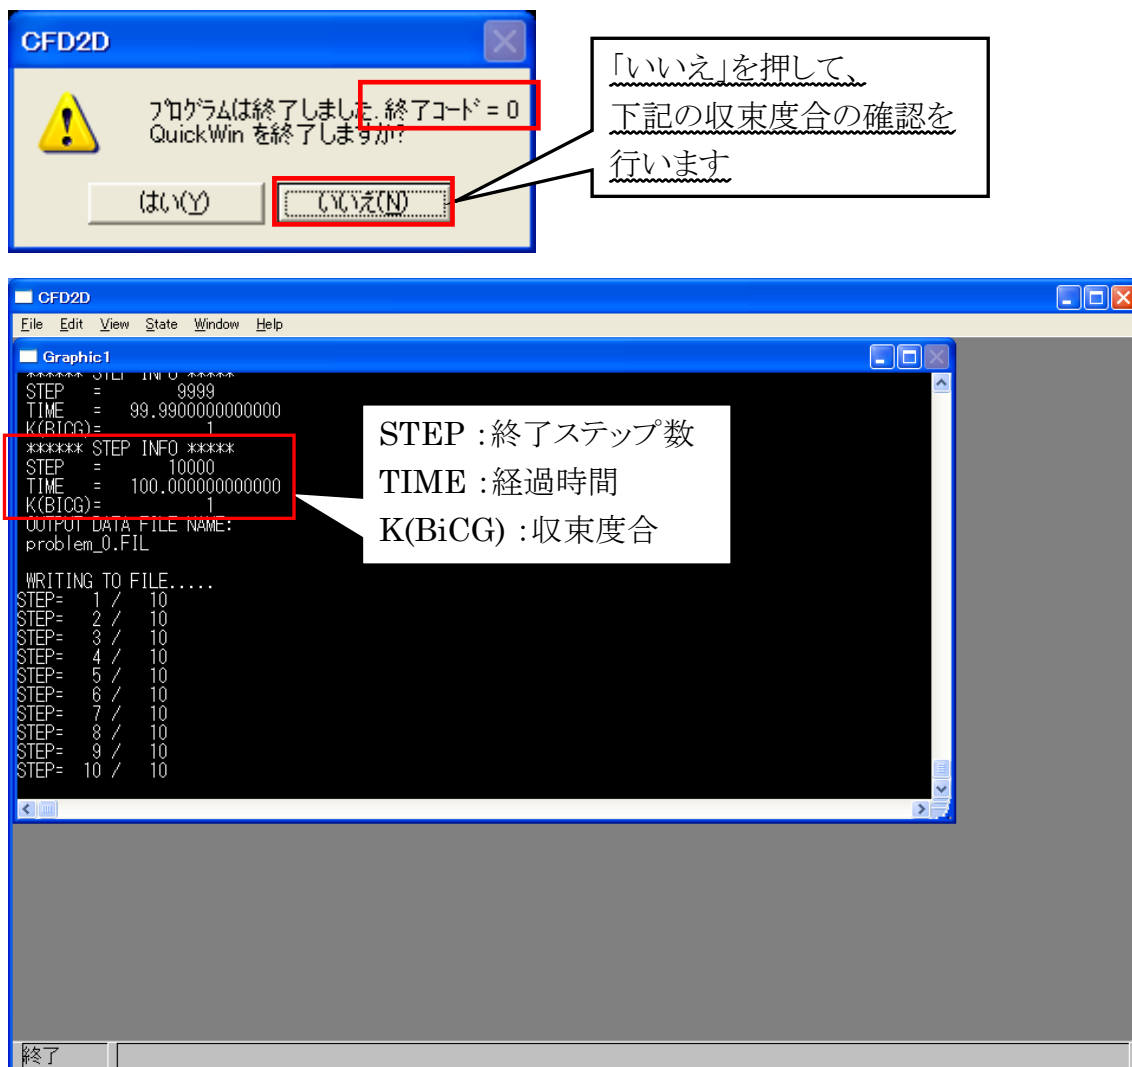 CFD2D
プログラムは終了しました. 終了コード = 0
QuickWin を終了しますか?
はい(Y)
いいえ(N)
「いいえ」を押して、
下記の収束度合の確認を
行います
CFD2D
File Edit View State Window Help
Graphic1
****** STEP INFO *****
STEP = 9999
TIME = 99.9900000000000
K(BICG)= 1
****** STEP INFO *****
STEP = 10000
TIME = 100.000000000000
K(BICG)= 1
OUTPUT DATA FILE NAME:
problem_0.FIL
WRITING TO FILE.....
STEP= 1 / 10
STEP= 2 / 10
STEP= 3 / 10
STEP= 4 / 10
STEP= 5 / 10
STEP= 6 / 10
STEP= 7 / 10
STEP= 8 / 10
STEP= 9 / 10
STEP= 10 / 10
STEP :終了ステップ数
TIME :経過時間
K(BiCG) :収束度合
終了